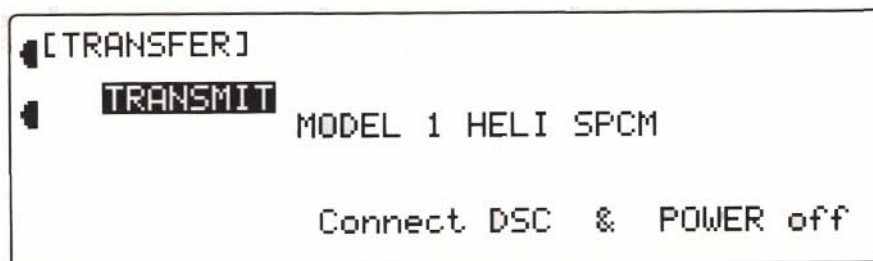 [TRANSFER]
TRANSMIT
MODEL 1 HELI SPCM
Connect DSC & POWER off